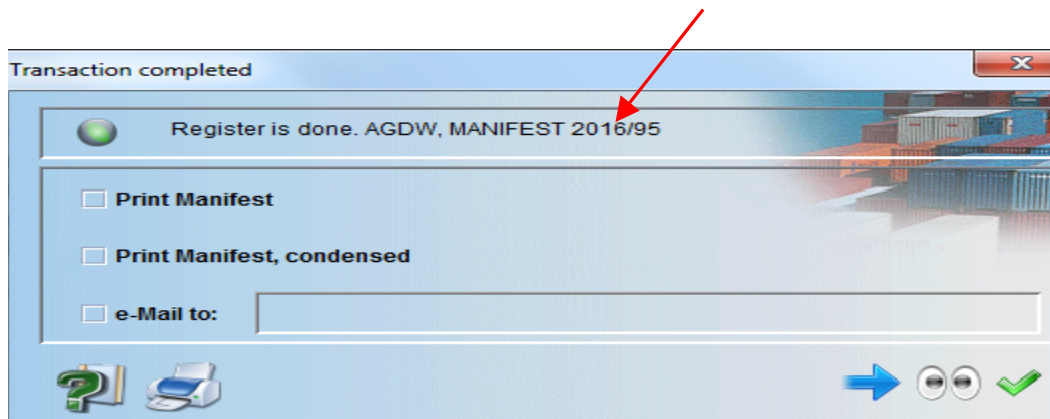 Transaction completed
Register is done. AGDW, MANIFEST 2016/95
Print Manifest
Print Manifest, condensed
e-Mail to: